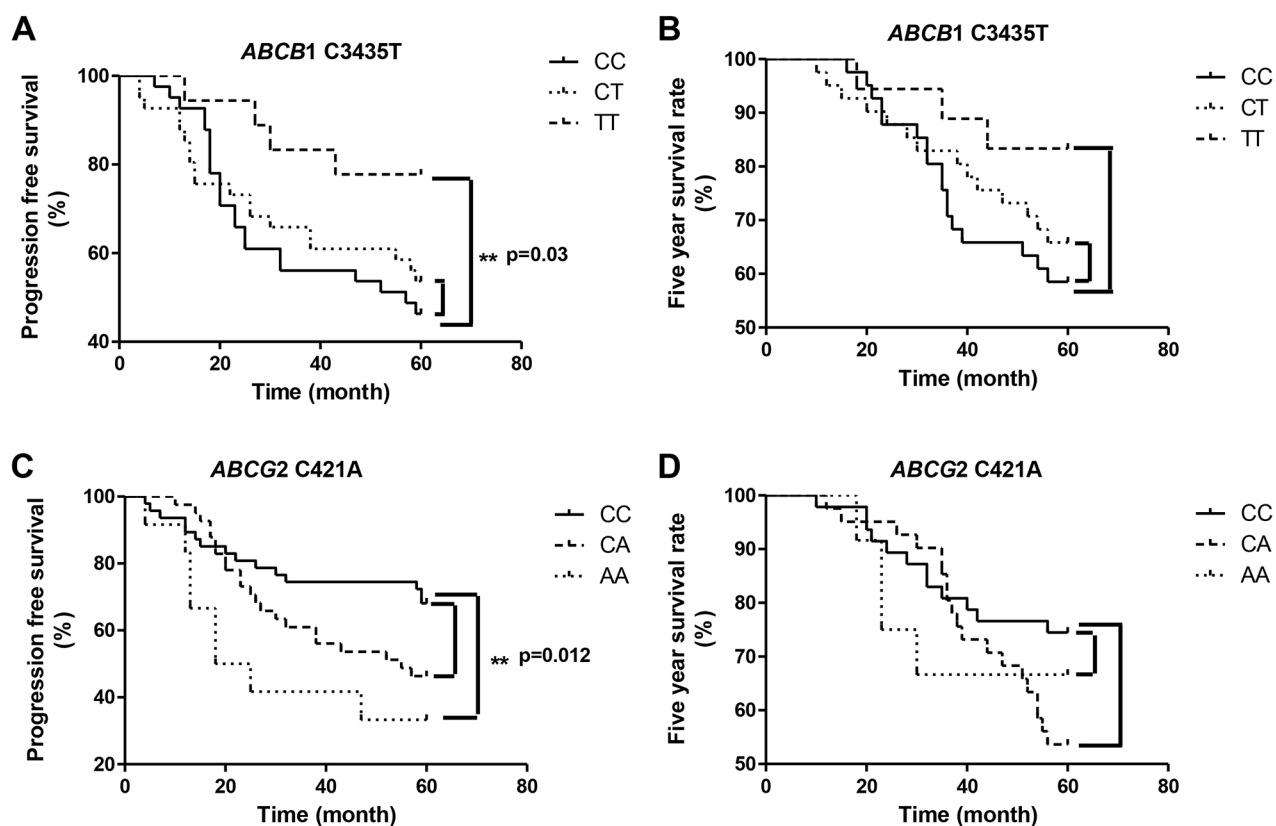 A
ABCB1 C3435T
Progression free survival
(%)
100
80
60
40
0
20
40
60
80
Time (month)
CC
CT
TT
** p=0.03
B
ABCB1 C3435T
Five year survival rate
(%)
100
90
80
70
60
50
0
20
40
60
80
Time (month)
CC
CT
TT
C
ABCG2 C421A
Progression free survival
(%)
100
80
60
40
20
0
20
40
60
80
Time (month)
CC
CA
AA
** p=0.012
D
ABCG2 C421A
Five year survival rate
(%)
100
90
80
70
60
50
0
20
40
60
80
Time (month)
CC
CA
AA